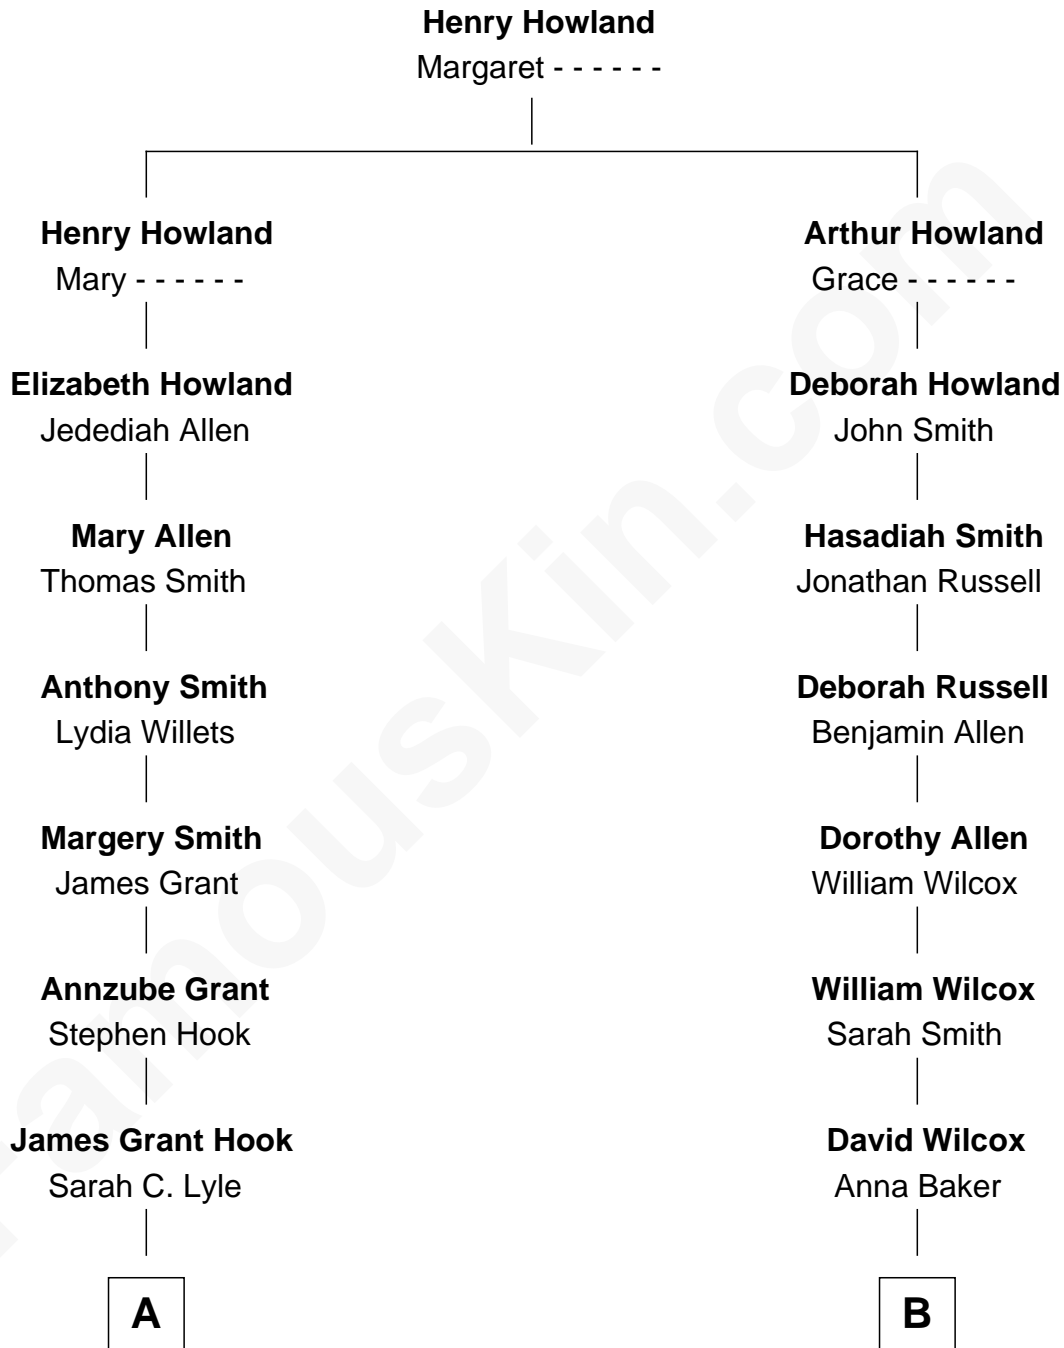 Henry Howland
Margaret - - - - - -
Henry Howland
Mary - - - - - -
Arthur Howland
Grace - - - - - -
Elizabeth Howland
Jedediah Allen
Deborah Howland
John Smith
Mary Allen
Thomas Smith
Hasadiah Smith
Jonathan Russell
Anthony Smith
Lydia Willets
Deborah Russell
Benjamin Allen
Margery Smith
James Grant
Dorothy Allen
William Wilcox
Annzube Grant
Stephen Hook
William Wilcox
Sarah Smith
James Grant Hook
Sarah C. Lyle
David Wilcox
Anna Baker
A
B
FamousKin.com